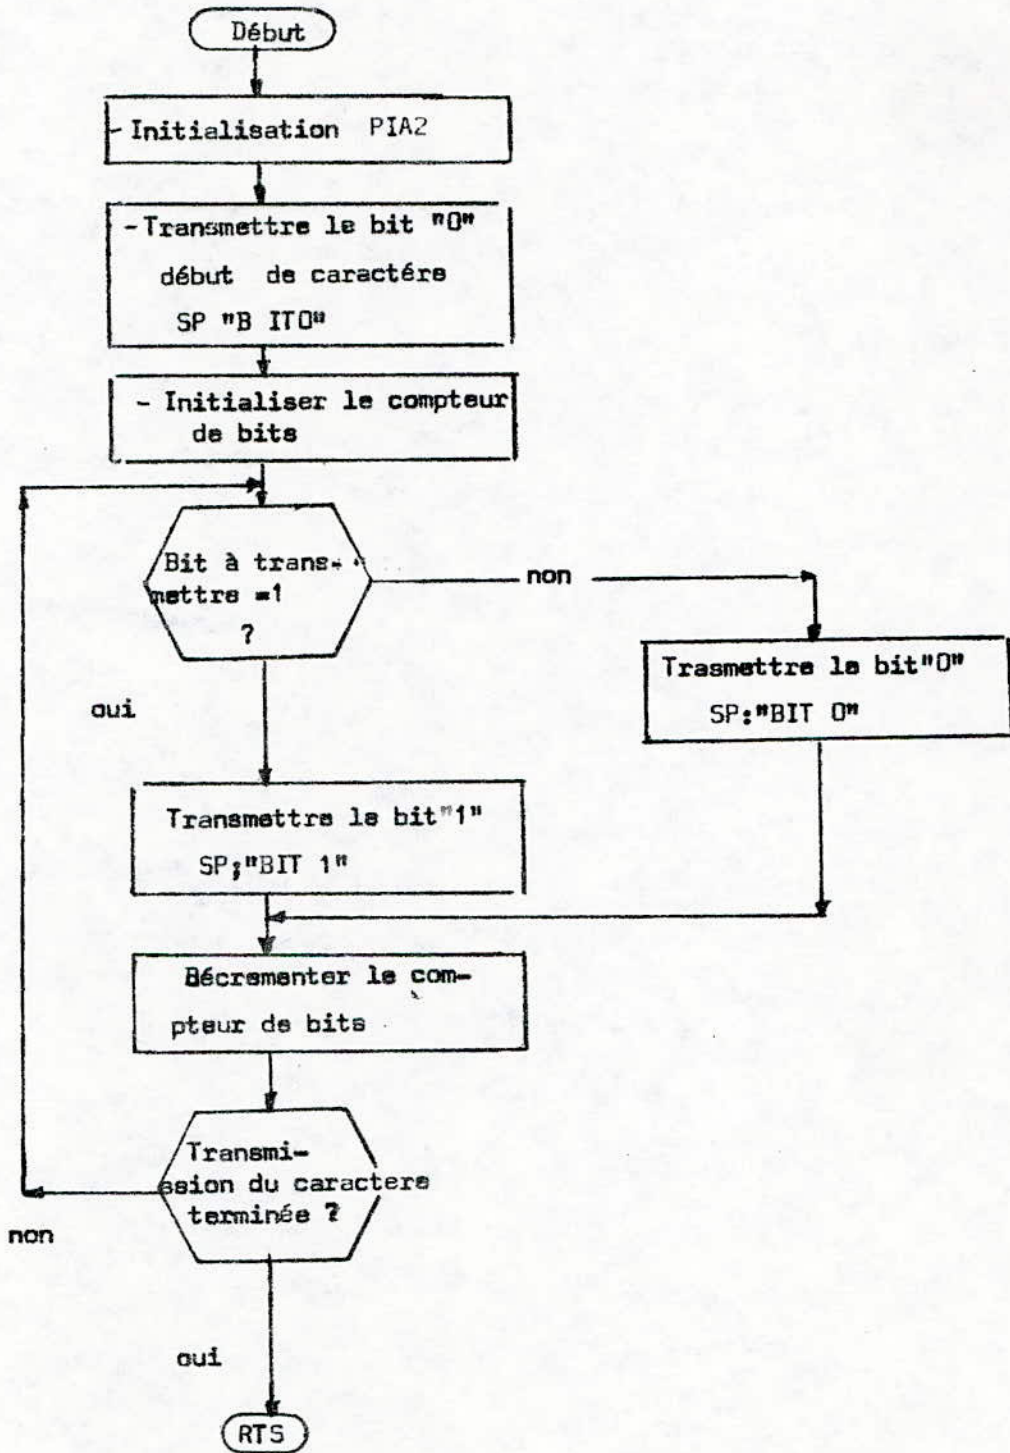 Début
- Initialisation PIA2
- Transmettre le bit "0"
début de caractére
SP "B IT0"
- Initialiser le compteur
de bits
Bit à trans-
mettre =1
?
non
Trasmettre le bit"0"
SP:"BIT 0"
oui
Transmettre le bit"1"
SP;"BIT 1"
Bécrementer le com-
pteur de bits
Transmi-
ssion du caractere
terminée ?
non
oui
RTS